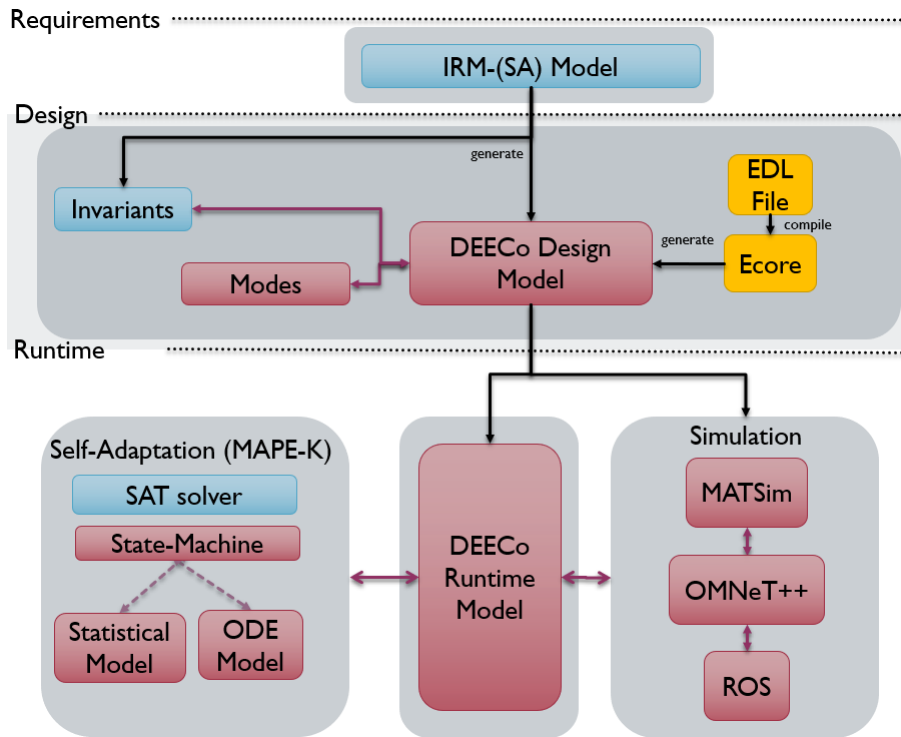 Requirements
IRM-(SA) Model
Design
generate
EDL
File
compile
Invariants
DEECo Design
Model
generate
Ecore
Modes
Runtime
Self-Adaptation (MAPE-K)
SAT solver
State-Machine
Statistical
Model
ODE
Model
DEECo
Runtime
Model
Simulation
MATSim
OMNeT++
ROS